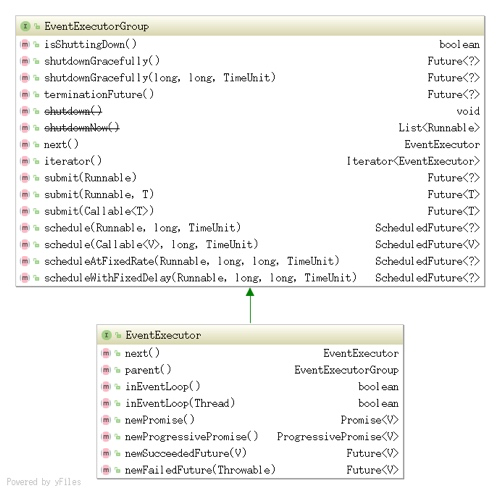 EventExecutorGroup
isShuttingDown() boolean
shutdownGracefully() Future<?>
shutdownGracefully(long, long, TimeUnit) Future<?>
terminationFuture() Future<?>
shutdown() void
shutdownNow() List<Runnable>
next() EventExecutor
iterator() Iterator<EventExecutor>
submit(Runnable) Future<?>
submit(Runnable, T) Future<T>
submit(Callable<T>) Future<T>
schedule(Runnable, long, TimeUnit) ScheduledFuture<?>
schedule(Callable<V>, long, TimeUnit) ScheduledFuture<V>
scheduleAtFixedRate(Runnable, long, long, TimeUnit) ScheduledFuture<?>
scheduleWithFixedDelay(Runnable, long, long, TimeUnit) ScheduledFuture<?>
EventExecutor
next() EventExecutor
parent() EventExecutorGroup
inEventLoop() boolean
inEventLoop(Thread) boolean
newPromise() Promise<V>
newProgressivePromise() ProgressivePromise<V>
newSucceededFuture(V) Future<V>
newFailedFuture(Throwable) Future<V>
Powered by yFiles